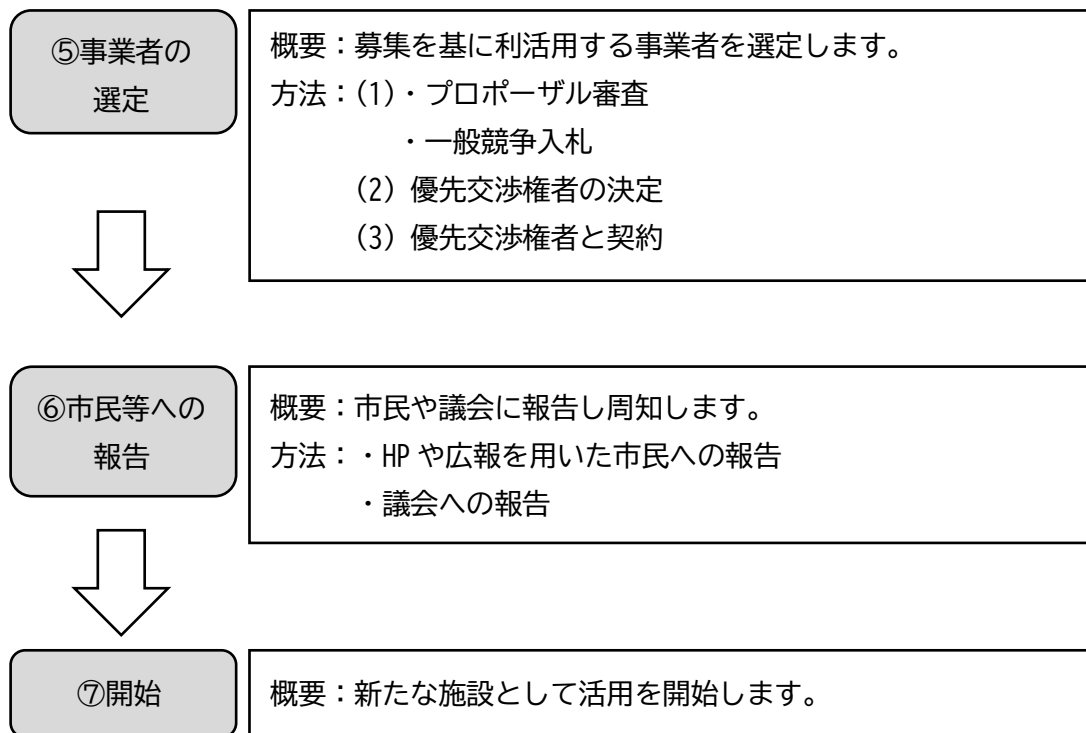 ⑤事業者の
選定
概要：募集を基に利活用する事業者を選定します。
方法：(1)・プロポーザル審査
・一般競争入札
(2) 優先交渉権者の決定
(3) 優先交渉権者と契約
⑥市民等への
報告
概要：市民や議会に報告し周知します。
方法：・HP や広報を用いた市民への報告
・議会への報告
⑦開始
概要：新たな施設として活用を開始します。